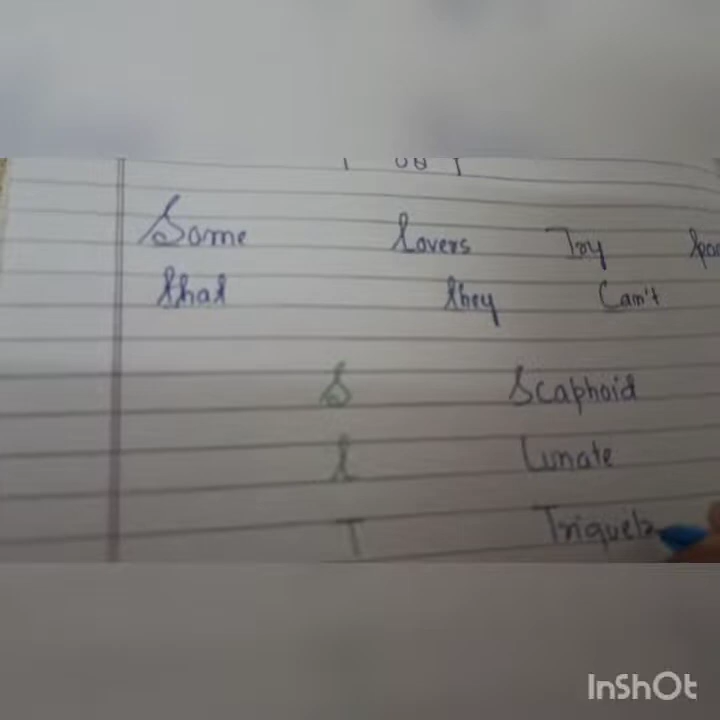 Some Lovers Try
that they Can't
S Scaphoid
L Lunate
T Triquet
InShOt